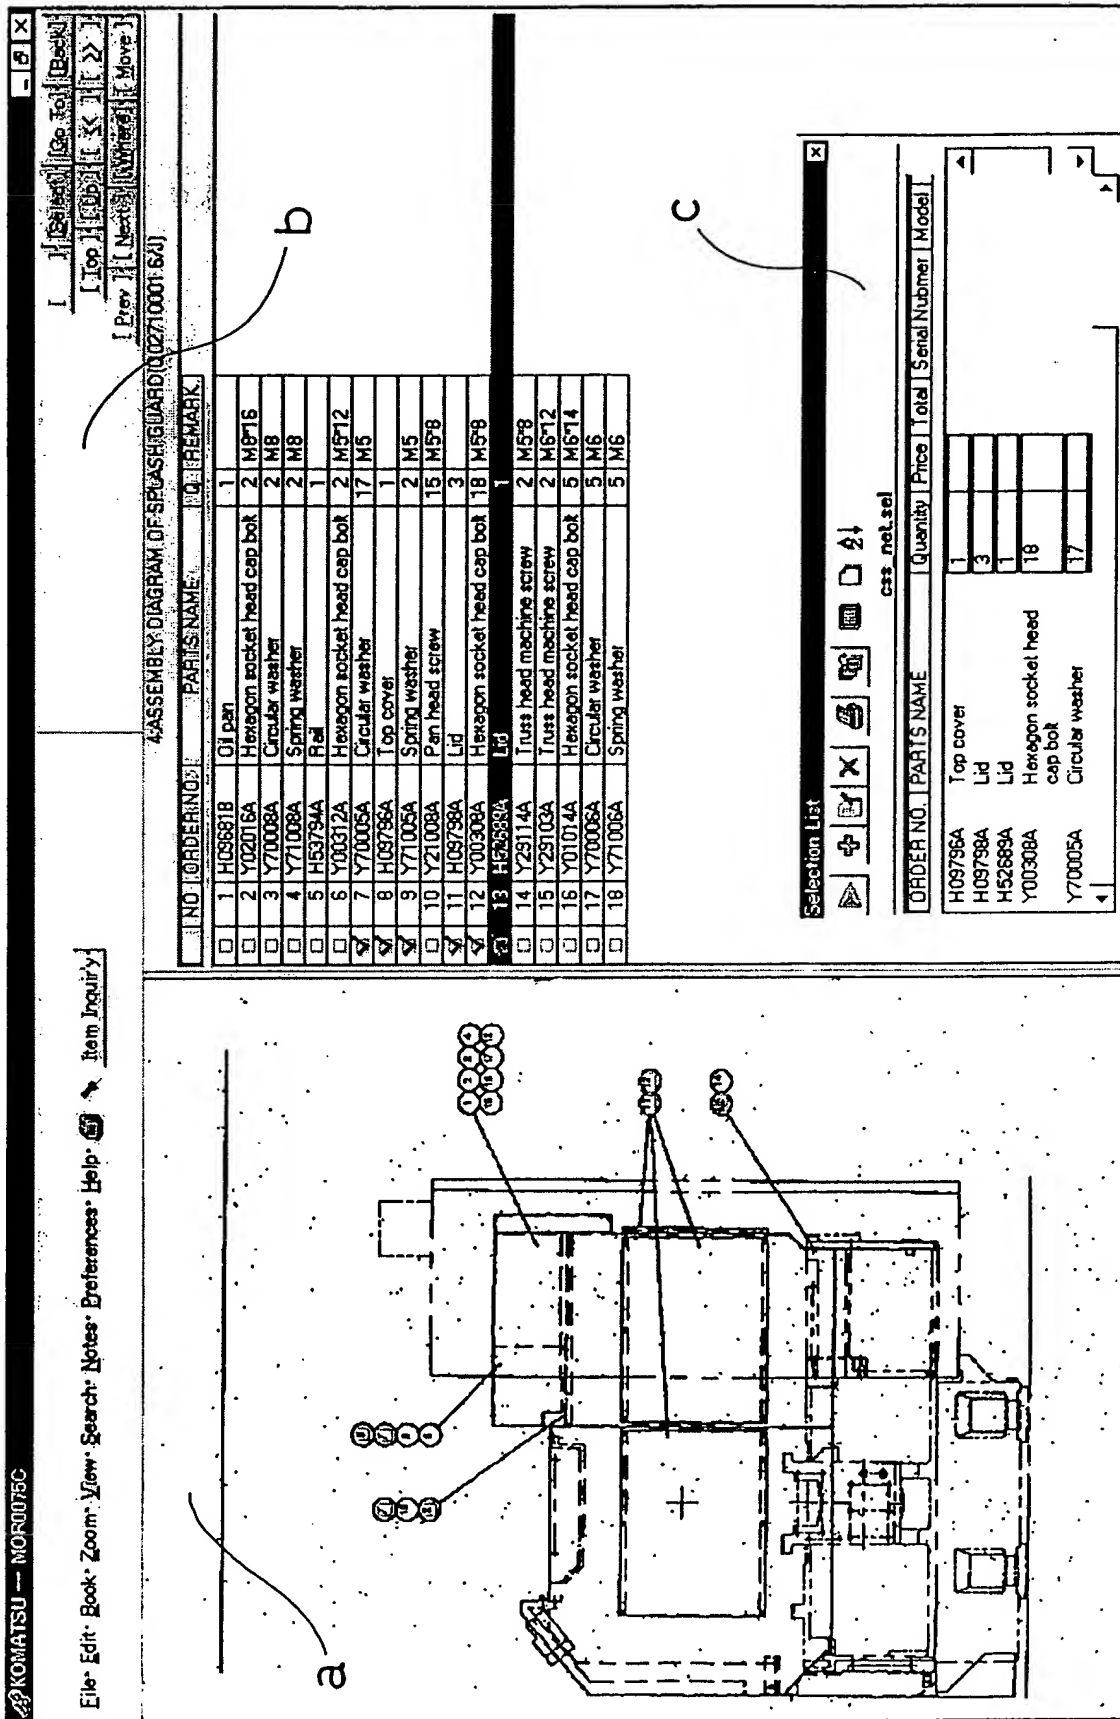 KOMATSU --- MOR0075C
File Edit Book Zoom View Search Notes Preferences Help Item Inquiry
[ ] [Select] [Go To] [Back]
[Top] [Up] [<<] [>>]
[Prev] [Next] [Where] [Move]
a
b
4:ASSEMBLY DIAGRAM OF SPLASH GUARD
NO ORDER NO. PARTS NAME Q REMARK
1 H09681B Oil pan 1
2 Y02016A Hexagon socket head cap bolt 2 M8*16
3 Y70008A Circular washer 2 M8
4 Y71008A Spring washer 2 M8
5 H53794A Rail 1
6 Y00312A Hexagon socket head cap bolt 2 M5*12
7 Y70005A Circular washer 17 M5
8 H09796A Top cover 1
9 Y71005A Spring washer 2 M5
10 Y21008A Pan head screw 15 M5*8
11 H09798A Lid 3
12 Y00308A Hexagon socket head cap bolt 18 M5*8
13 H52689A Lid 1
14 Y29114A Truss head machine screw 2 M5*8
15 Y29103A Truss head machine screw 2 M6*12
16 Y01014A Hexagon socket head cap bolt 5 M6*14
17 Y70006A Circular washer 5 M6
18 Y71006A Spring washer 5 M6
c
Selection List
css_net.sel
ORDER NO. PARTS NAME Quantity Price Total Serial Nubmer Model
H09796A Top cover 1
H09798A Lid 3
H52689A Lid 1
Y00308A Hexagon socket head 18
cap bolt
Y70005A Circular washer 17